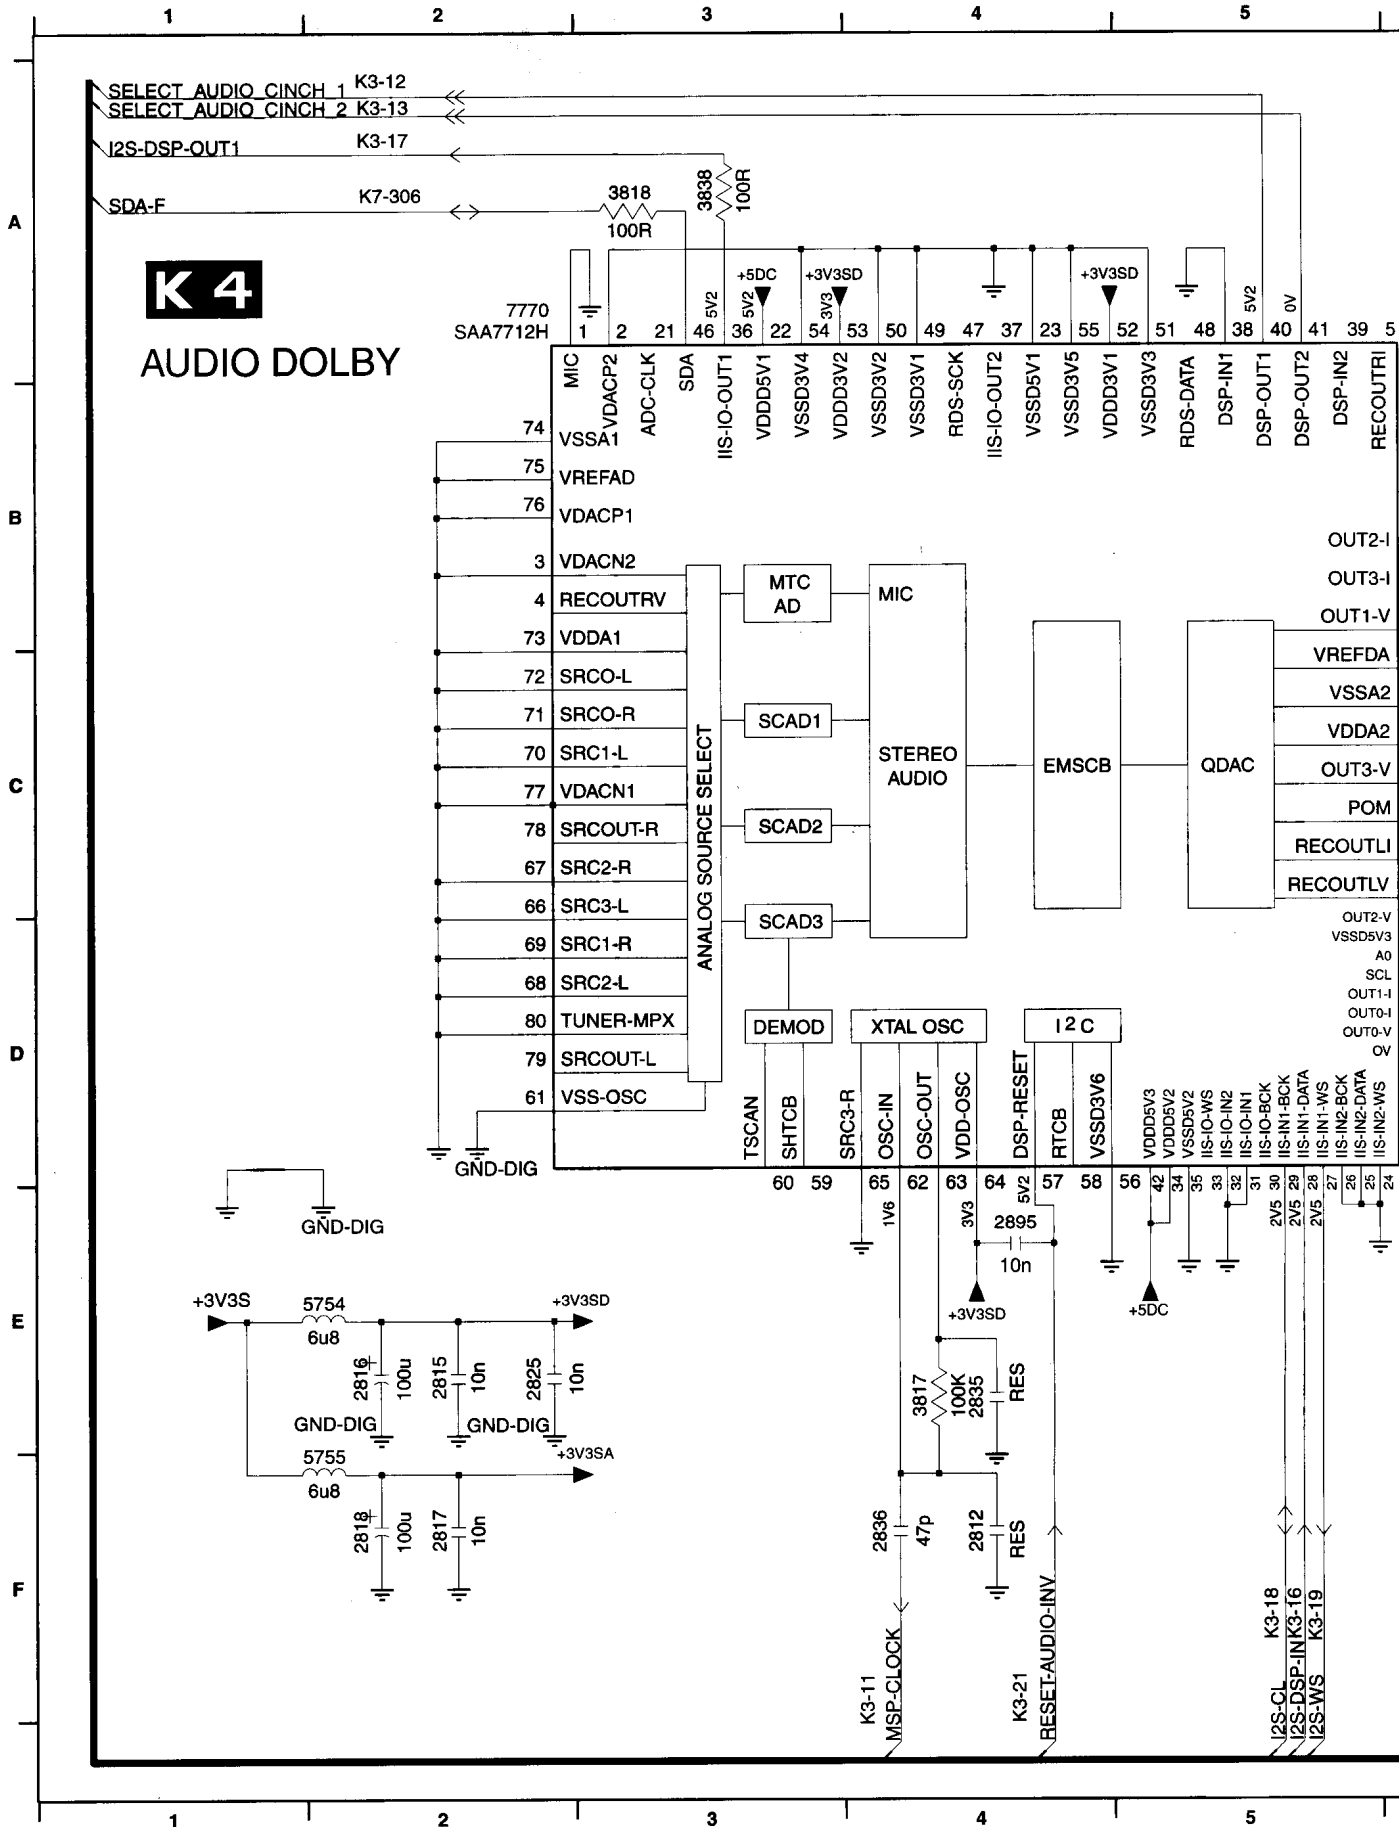 1 2 3 4 5
SELECT_AUDIO_CINCH_1 K3-12
SELECT_AUDIO_CINCH_2 K3-13
I2S-DSP-OUT1 K3-17
SDA-F K7-306
3818
100R
3838
100R
A
K 4
AUDIO DOLBY
+5DC +3V3SD +3V3SD
5V2 5V2 3V3 5V2 0V
7770
SAA7712H 1 2 21 46 36 22 54 53 50 49 47 37 23 55 52 51 48 38 40 41 39 5
MIC
VDACP2
ADC-CLK
SDA
IIS-IO-OUT1
VDDD5V1
VSSD3V4
VDDD3V2
VSSD3V2
VSSD3V1
RDS-SCK
IIS-IO-OUT2
VSSD5V1
VSSD3V5
VDDD3V1
VSSD3V3
RDS-DATA
DSP-IN1
DSP-OUT1
DSP-OUT2
DSP-IN2
RECOUTRI
B
74 VSSA1
75 VREFAD
76 VDACP1
3 VDACN2
4 RECOUTRV
73 VDDA1
72 SRCO-L
71 SRCO-R
70 SRC1-L
77 VDACN1
78 SRCOUT-R
67 SRC2-R
66 SRC3-L
69 SRC1-R
68 SRC2-L
80 TUNER-MPX
79 SRCOUT-L
61 VSS-OSC
GND-DIG
C
ANALOG SOURCE SELECT
MTC
AD
SCAD1
SCAD2
SCAD3
DEMOD
MIC
STEREO
AUDIO
EMSCB
QDAC
XTAL OSC
I2C
OUT2-I
OUT3-I
OUT1-V
VREFDA
VSSA2
VDDA2
OUT3-V
POM
RECOUTLI
RECOUTLV
OUT2-V
VSSD5V3
A0
SCL
OUT1-I
OUT0-I
OUT0-V
OV
D
TSCAN
SHTCB
SRC3-R
OSC-IN
OSC-OUT
VDD-OSC
DSP-RESET
RTCB
VSSD3V6
VDDD5V3
VDDD5V2
VSSD5V2
IIS-IO-WS
IIS-IO-IN2
IIS-IO-IN1
IIS-IO-BCK
IIS-IN1-BCK
IIS-IN1-DATA
IIS-IN1-WS
IIS-IN2-BCK
IIS-IN2-DATA
IIS-IN2-WS
60 59 65 62 63 64 57 58 56 42 34 35 33 32 31 30 29 28 27 26 25 24
1V6 3V3 5V2 2V5 2V5 2V5
2895
10n
+3V3SD
+5DC
GND-DIG
E
+3V3S
5754
6u8
+3V3SD
2816
100u
2815
10n
2825
10n
GND-DIG GND-DIG
5755
6u8
+3V3SA
2818
100u
2817
10n
3817
100K
2835
RES
2836
47p
2812
RES
F
K3-11
MSP-CLOCK
K3-21
RESET-AUDIO-INV
K3-18
I2S-CL
K3-16
I2S-DSP-IN
K3-19
I2S-WS
1 2 3 4 5